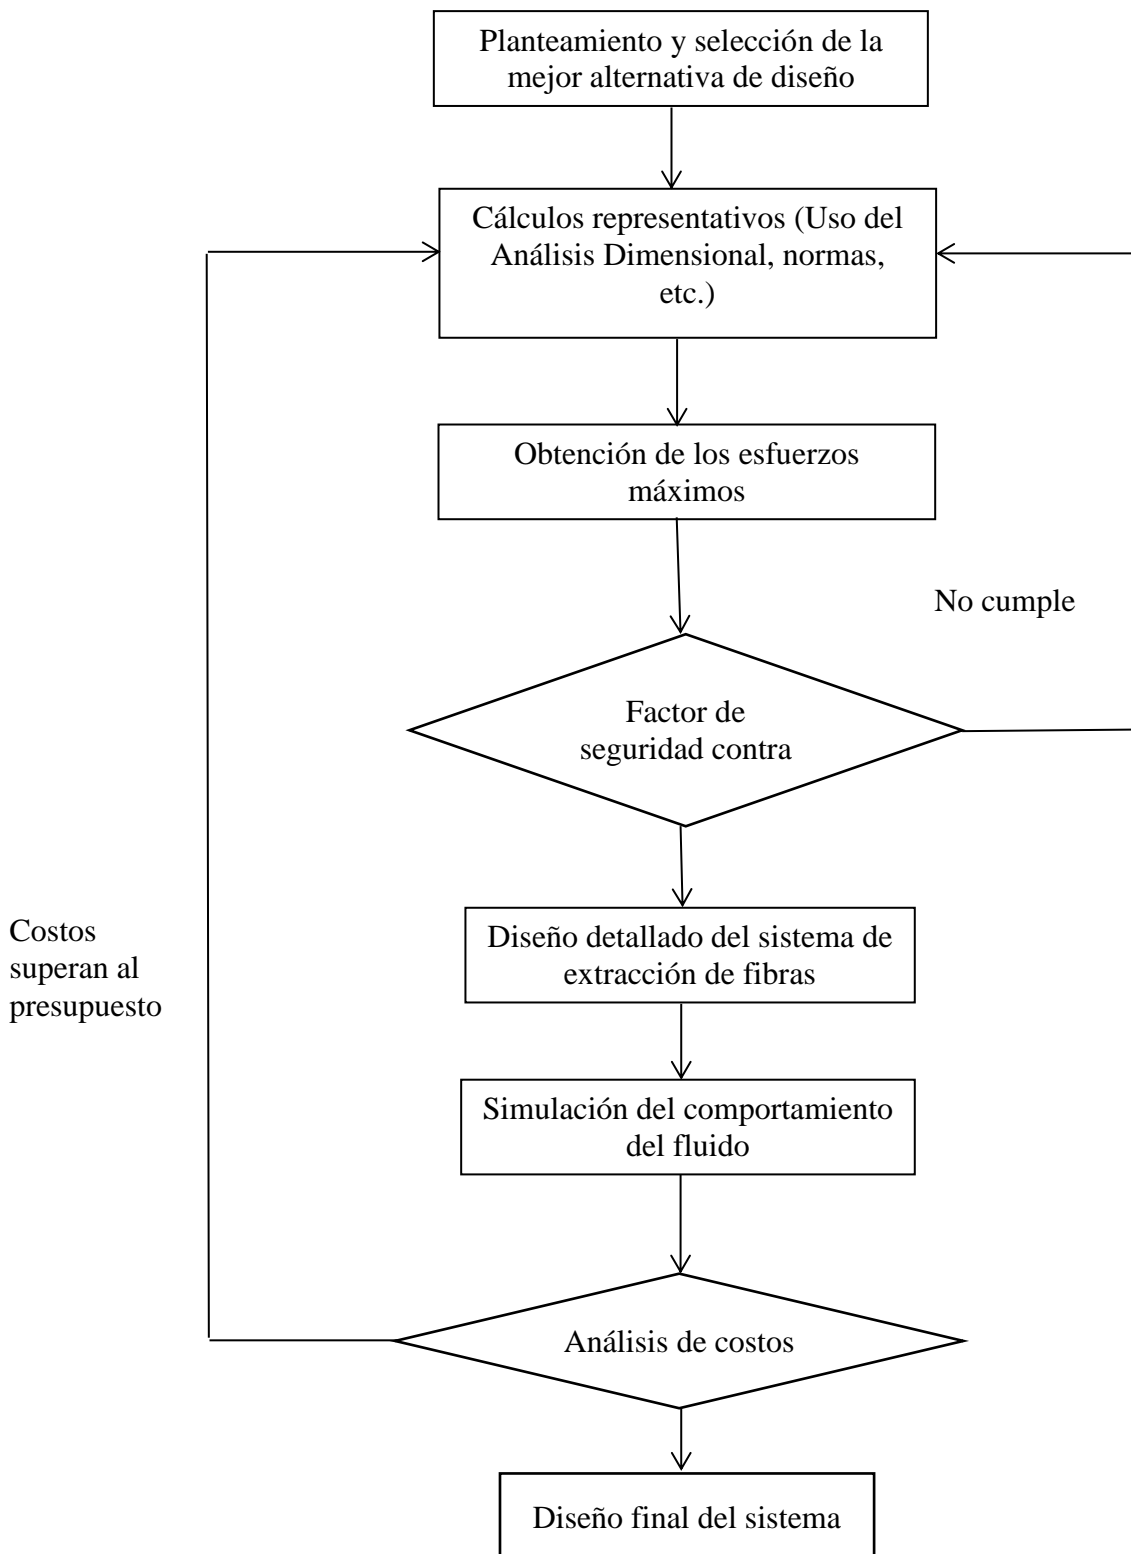 Planteamiento y selección de la
mejor alternativa de diseño
Cálculos representativos (Uso del
Análisis Dimensional, normas,
etc.)
Obtención de los esfuerzos
máximos
No cumple
Factor de
seguridad contra
Costos
superan al
presupuesto
Diseño detallado del sistema de
extracción de fibras
Simulación del comportamiento
del fluido
Análisis de costos
Diseño final del sistema